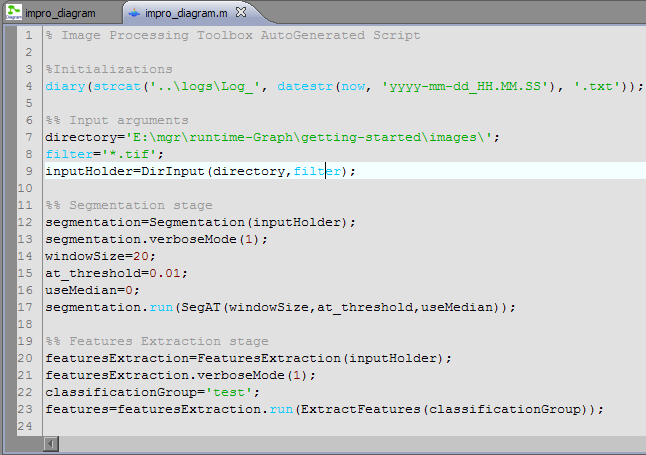 impro_diagram impro_diagram.m
1 % Image Processing Toolbox AutoGenerated Script
2
3 %Initializations
4 diary(strcat('..\logs\Log_', datestr(now, 'yyyy-mm-dd_HH.MM.SS'), '.txt'));
5
6 %% Input arguments
7 directory='E:\mgr\runtime-Graph\getting-started\images\';
8 filter='*.tif';
9 inputHolder=DirInput(directory,filter);
10
11 %% Segmentation stage
12 segmentation=Segmentation(inputHolder);
13 segmentation.verboseMode(1);
14 windowSize=20;
15 at_threshold=0.01;
16 useMedian=0;
17 segmentation.run(SegAT(windowSize,at_threshold,useMedian));
18
19 %% Features Extraction stage
20 featuresExtraction=FeaturesExtraction(inputHolder);
21 featuresExtraction.verboseMode(1);
22 classificationGroup='test';
23 features=featuresExtraction.run(ExtractFeatures(classificationGroup));
24